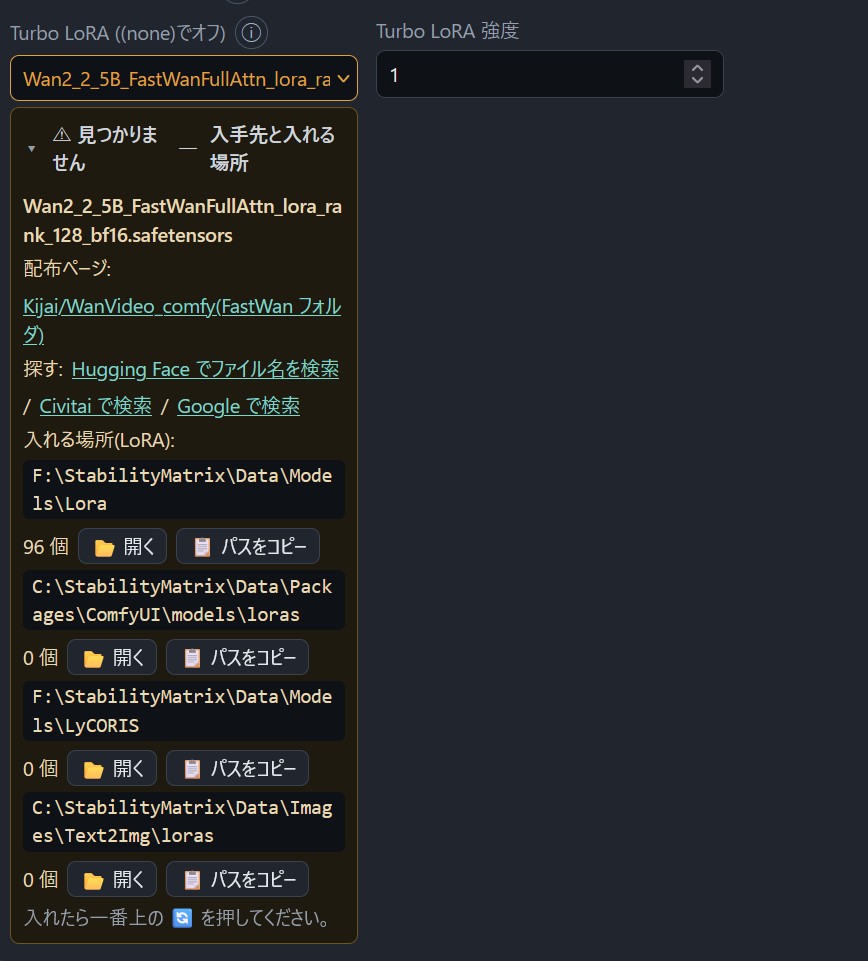 Turbo LoRA ((none)でオフ) ⓘ
Turbo LoRA 強度
Wan2_2_5B_FastWanFullAttn_lora_ra
1
▼ ⚠ 見つかりま
せん
—
入手先と入れる
場所
Wan2_2_5B_FastWanFullAttn_lora_ra
nk_128_bf16.safetensors
配布ページ:
Kijai/WanVideo_comfy(FastWan フォル
ダ)
探す: Hugging Face でファイル名を検索
/ Civitai で検索 / Google で検索
入れる場所(LoRA):
F:\StabilityMatrix\Data\Mode
ls\Lora
96 個 📂 開く 📋 パスをコピー
C:\StabilityMatrix\Data\Pack
ages\ComfyUI\models\loras
0 個 📂 開く 📋 パスをコピー
F:\StabilityMatrix\Data\Mode
ls\LyCORIS
0 個 📂 開く 📋 パスをコピー
C:\StabilityMatrix\Data\Imag
es\Text2Img\loras
0 個 📂 開く 📋 パスをコピー
入れたら一番上の 🔄 を押してください。